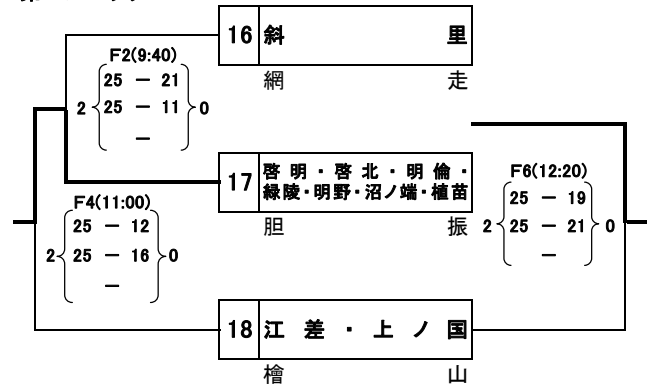 16 斜 里
F2(9:40)
網 走
25 － 21
2 25 － 11 0
－
17 啓明・啓北・明倫・
緑陵・明野・沼ノ端・植苗
F6(12:20)
胆 振
25 － 19
2 25 － 21 0
－
F4(11:00)
25 － 12
2 25 － 16 0
－
18 江差・上ノ国
檜 山